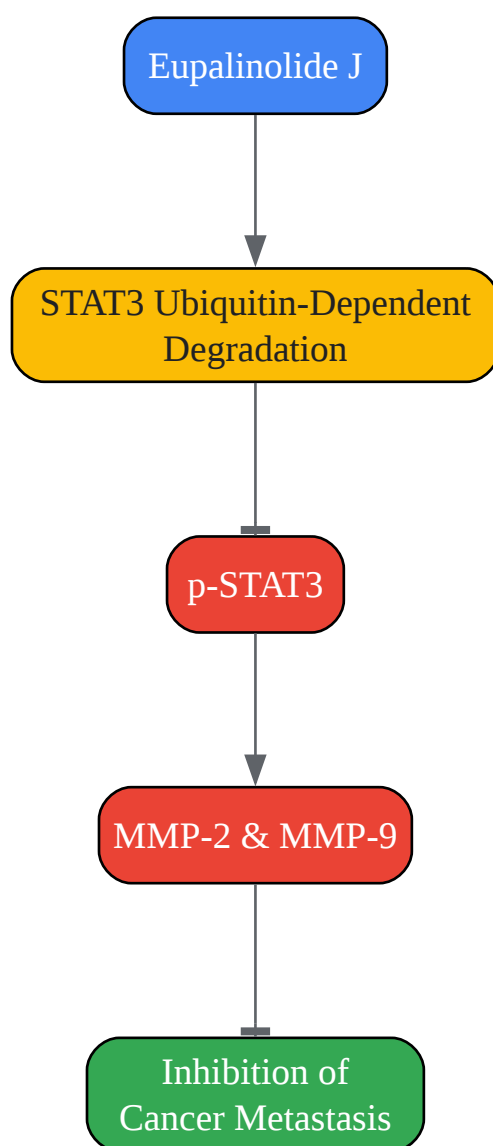 Eupalinolide J
STAT3 Ubiquitin-Dependent
Degradation
p-STAT3
MMP-2 & MMP-9
Inhibition of
Cancer Metastasis